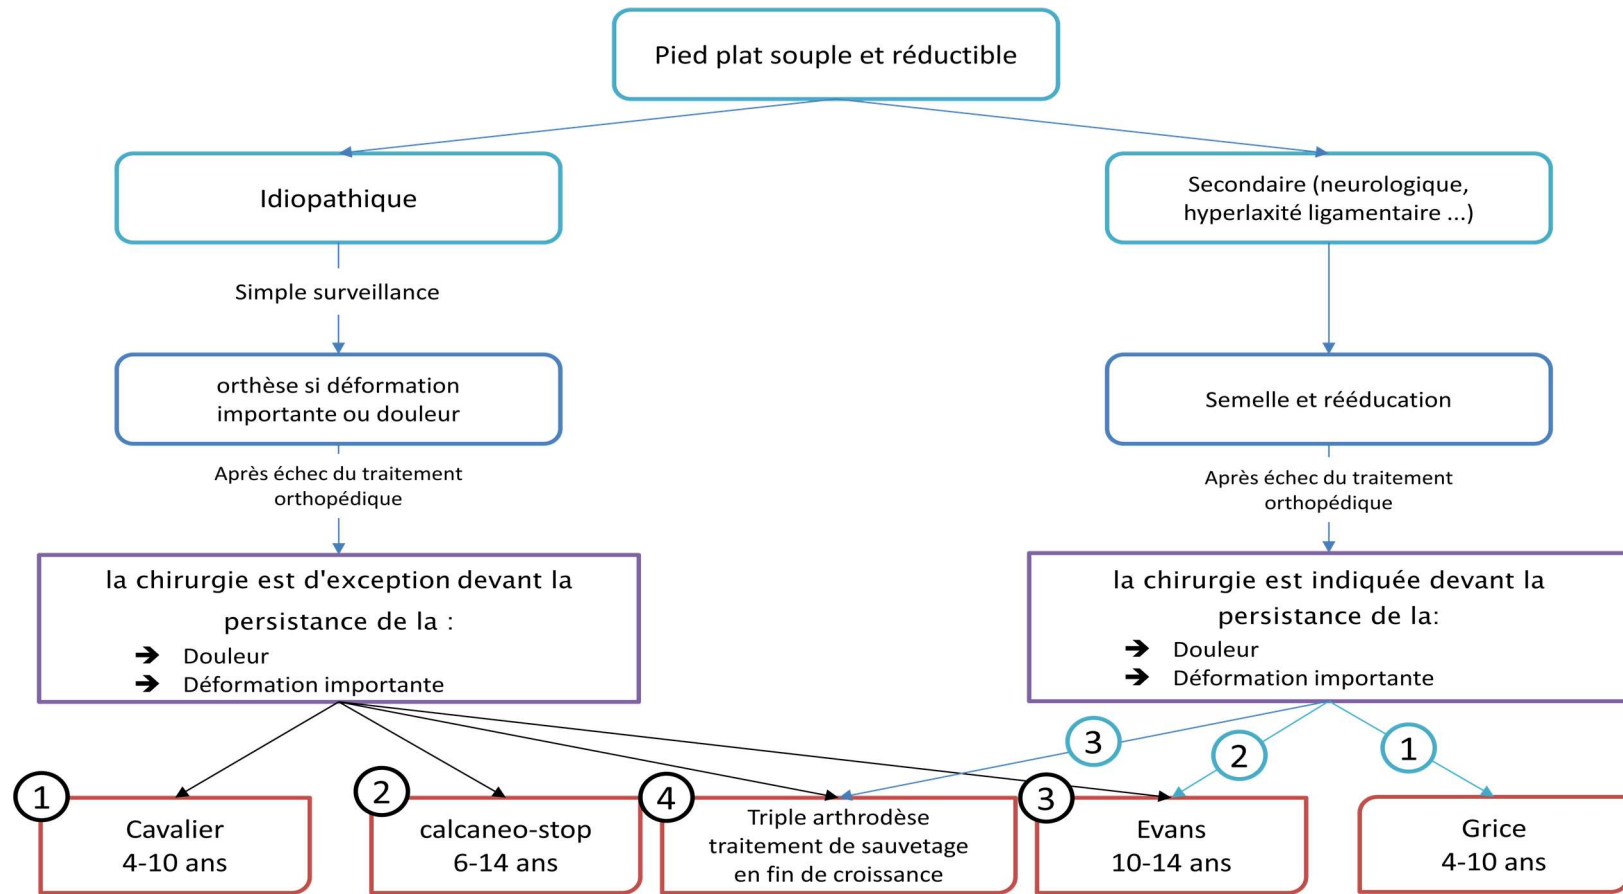 Pied plat souple et réductible
Idiopathique
Secondaire (neurologique,
hyperlaxité ligamentaire ...)
Simple surveillance
orthèse si déformation
importante ou douleur
Semelle et rééducation
Après échec du traitement
orthopédique
Après échec du traitement
orthopédique
la chirurgie est d'exception devant la
persistance de la :
➔ Douleur
➔ Déformation importante
la chirurgie est indiquée devant la
persistance de la:
➔ Douleur
➔ Déformation importante
3
2
1
1
Cavalier
4-10 ans
2
calcaneo-stop
6-14 ans
4
Triple arthrodèse
traitement de sauvetage
en fin de croissance
3
Evans
10-14 ans
Grice
4-10 ans